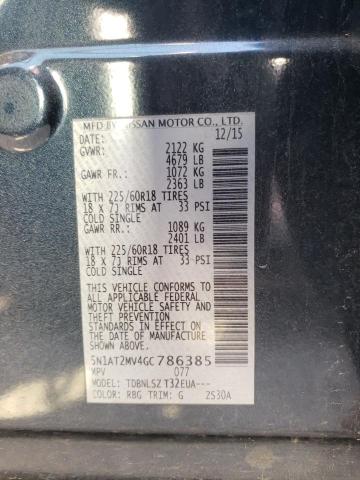 MFD BY NISSAN MOTOR CO., LTD.
DATE: 12/15
GVWR: 2122 KG
4679 LB
GAWR FR.: 1072 KG
2363 LB
WITH 225/60R18 TIRES
18 X 7J RIMS AT 33 PSI
COLD SINGLE
GAWR RR.: 1089 KG
2401 LB
WITH 225/60R18 TIRES
18 X 7J RIMS AT 33 PSI
COLD SINGLE
THIS VEHICLE CONFORMS TO ALL
APPLICABLE FEDERAL
MOTOR VEHICLE SAFETY, BUMPER,
AND THEFT PREVENTION
STANDARDS IN EFFECT ON THE
DATE OF MANUFACTURE
SHOWN ABOVE.
5N1AT2MV4GC786385
MPV 077
MODEL: TDBNLSZ T32EUA---
COLOR: RBG TRIM: G 2S30A